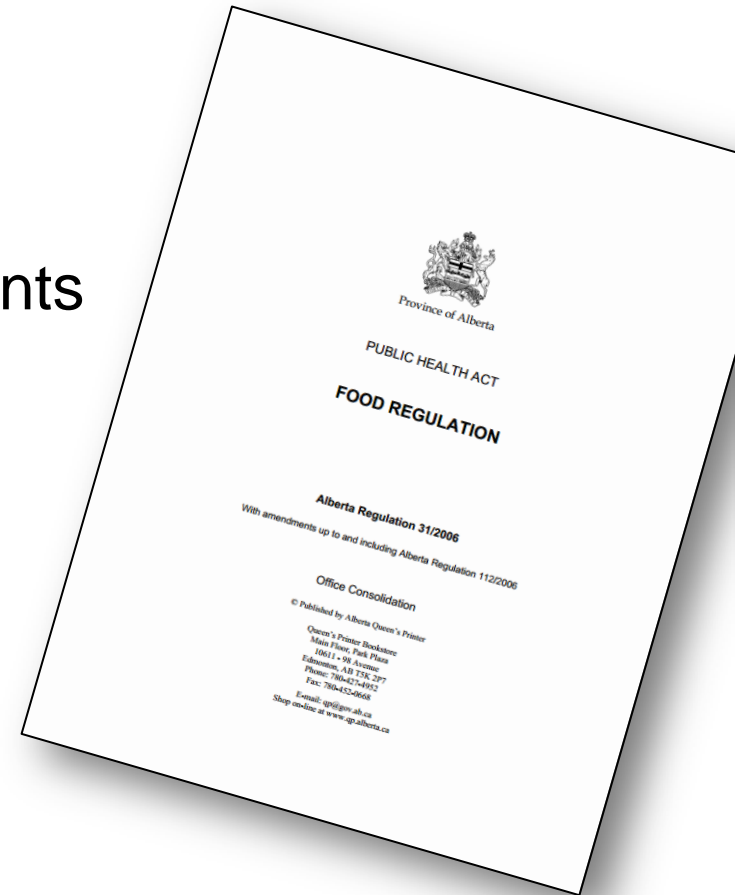 nts
Province of Alberta
PUBLIC HEALTH ACT
FOOD REGULATION
Alberta Regulation 31/2006
With amendments up to and including Alberta Regulation 112/2006
Office Consolidation
© Published by Alberta Queen's Printer
Queen's Printer Bookstore
Main Floor, Park Plaza
10611 - 98 Avenue
Edmonton, AB T5K 2P7
Phone: 780-427-4952
Fax: 780-452-0668
E-mail: qp@gov.ab.ca
Shop on-line at www.qp.alberta.ca